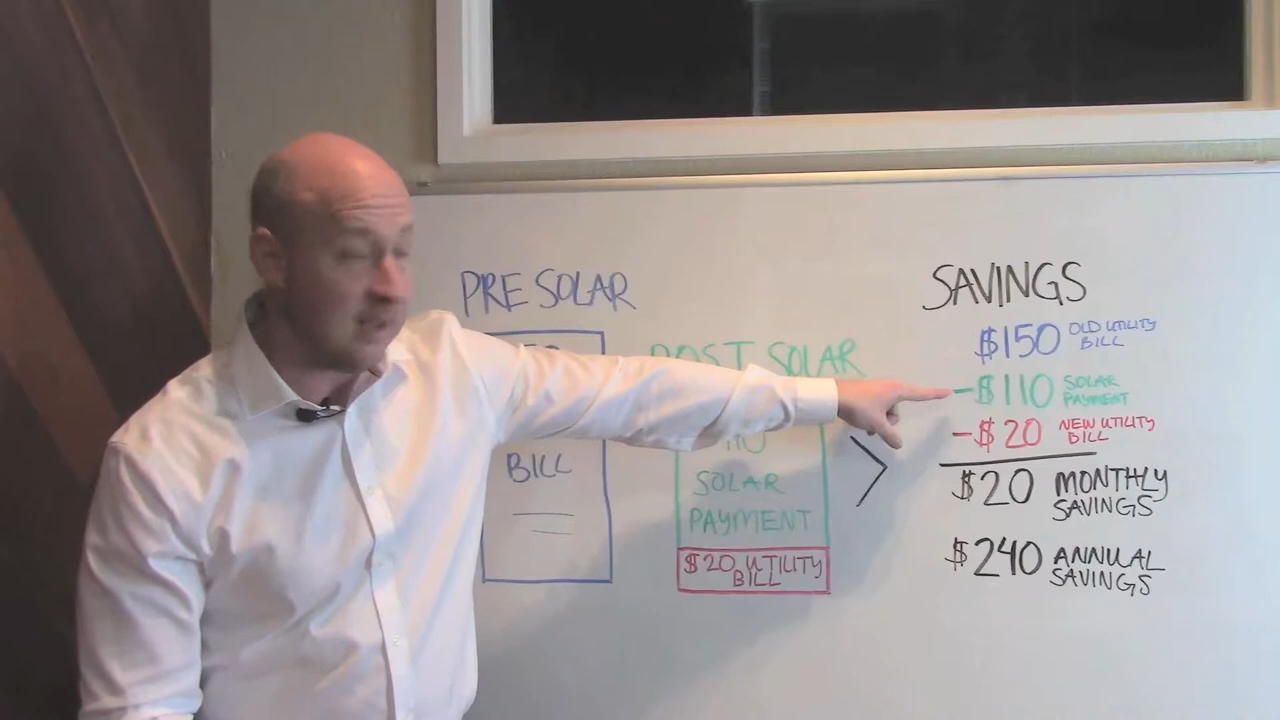 PRE SOLAR
BILL
POST SOLAR
SOLAR
PAYMENT
$20 UTILITY
BILL
>
SAVINGS
$150 OLD UTILITY
BILL
-$110 SOLAR
PAYMENT
-$20 NEW UTILITY
BILL
$20 MONTHLY
SAVINGS
$240 ANNUAL
SAVINGS